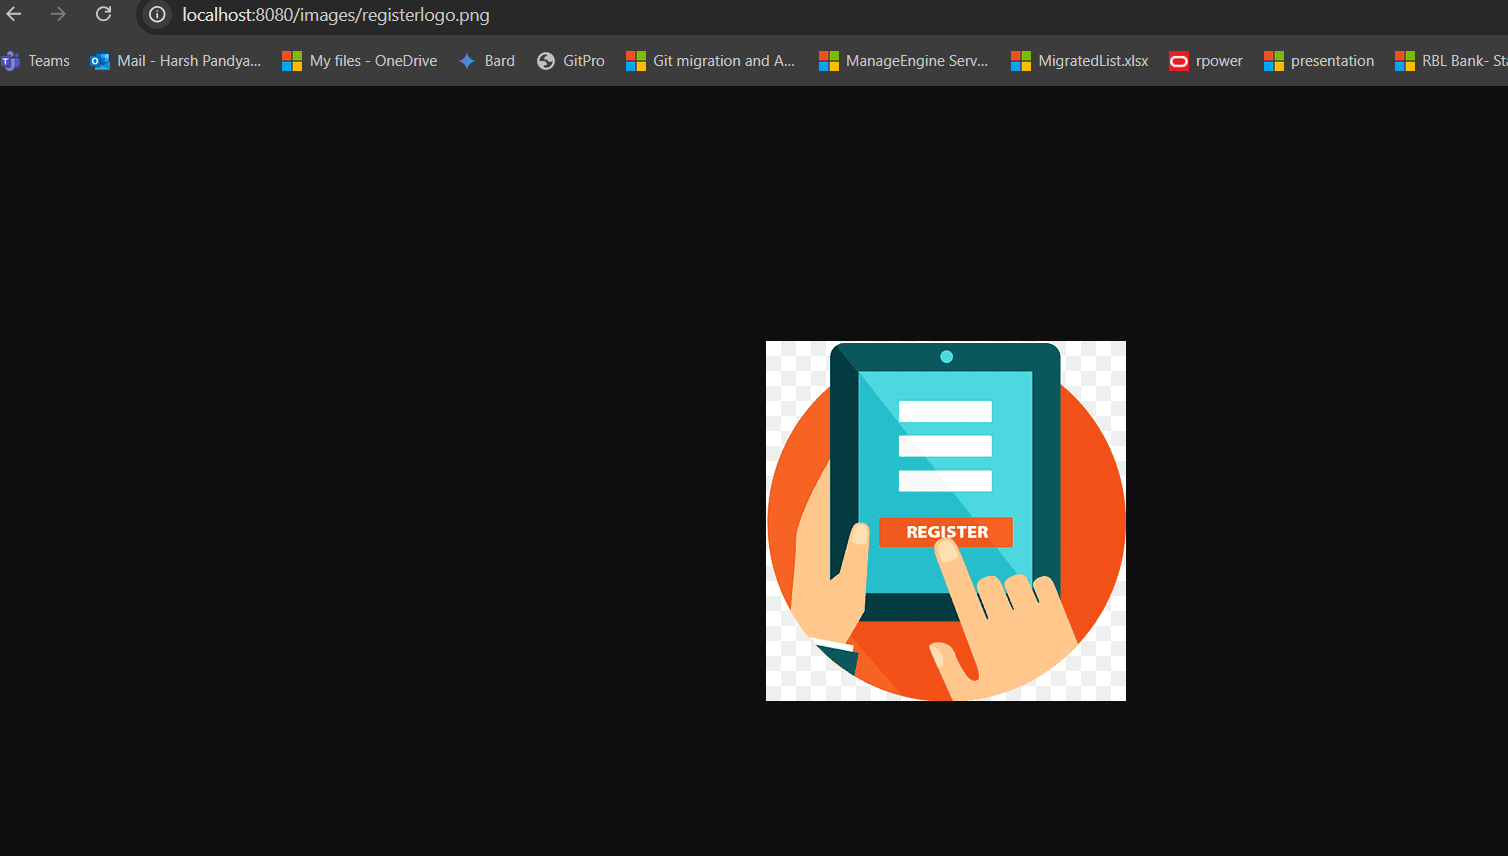 localhost:8080/images/registerlogo.png
Teams Mail - Harsh Pandya... My files - OneDrive Bard GitPro Git migration and A... ManageEngine Serv... MigratedList.xlsx rpower presentation RBL Bank- Sta
REGISTER